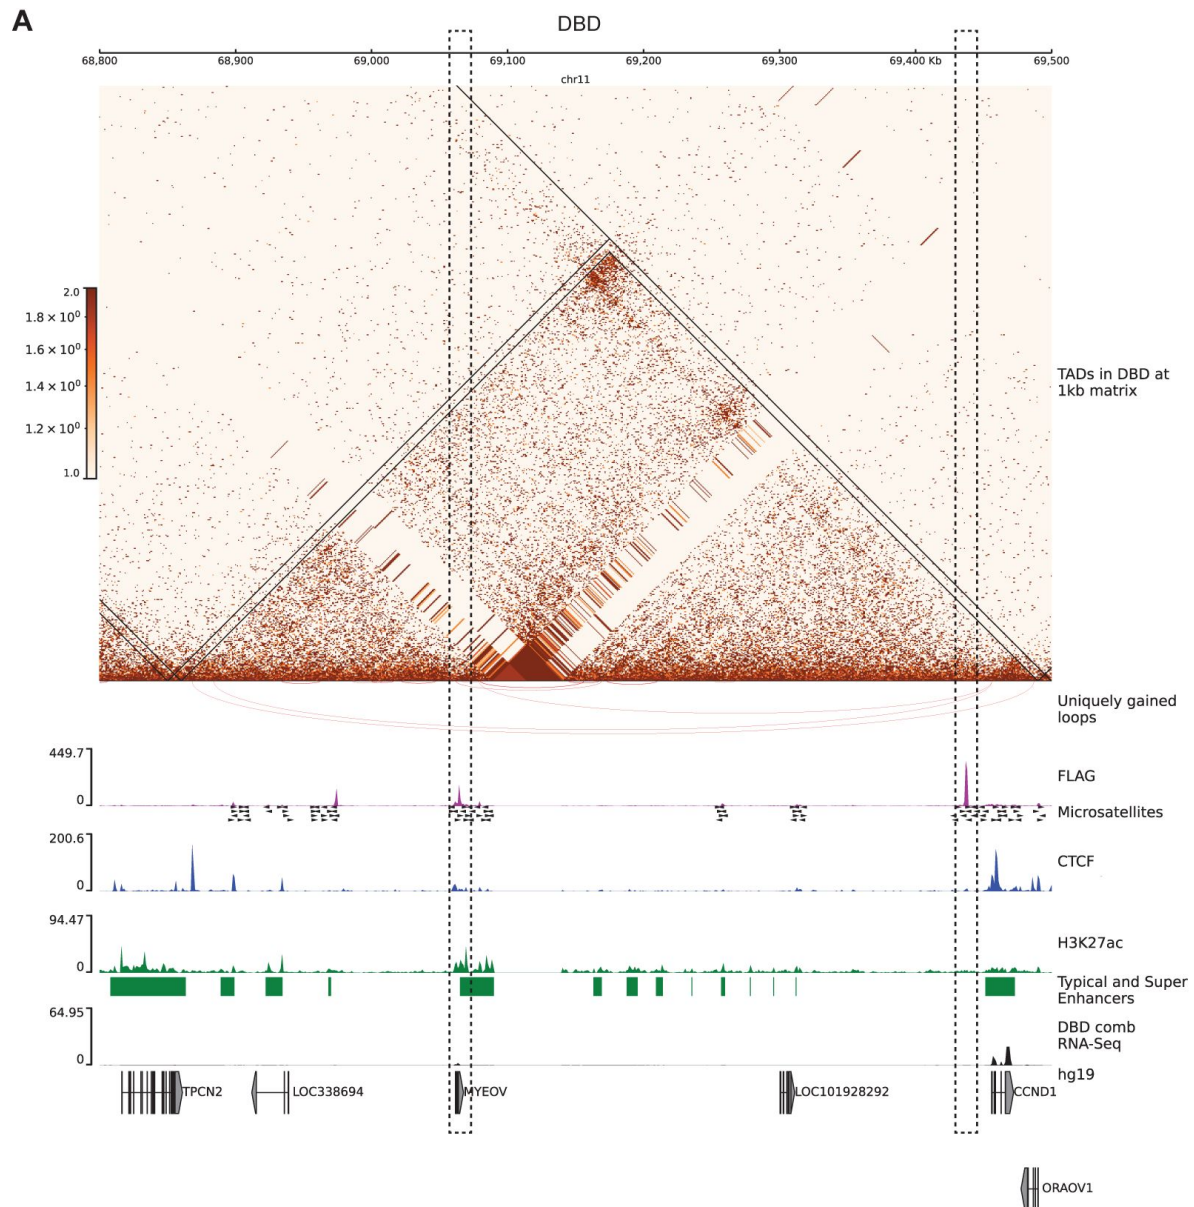 A
DBD
68,800
68,900
69,000
69,100
69,200
69,300
69,400 Kb
69,500
chr11
2.0
1.8 × 10⁰
1.6 × 10⁰
1.4 × 10⁰
1.2 × 10⁰
1.0
TADs in DBD at
1kb matrix
Uniquely gained
loops
449.7
0
FLAG
Microsatellites
200.6
0
CTCF
94.47
0
H3K27ac
Typical and Super
Enhancers
64.95
0
DBD comb
RNA-Seq
hg19
TPCN2
LOC338694
MYEOV
LOC101928292
CCND1
ORAOV1